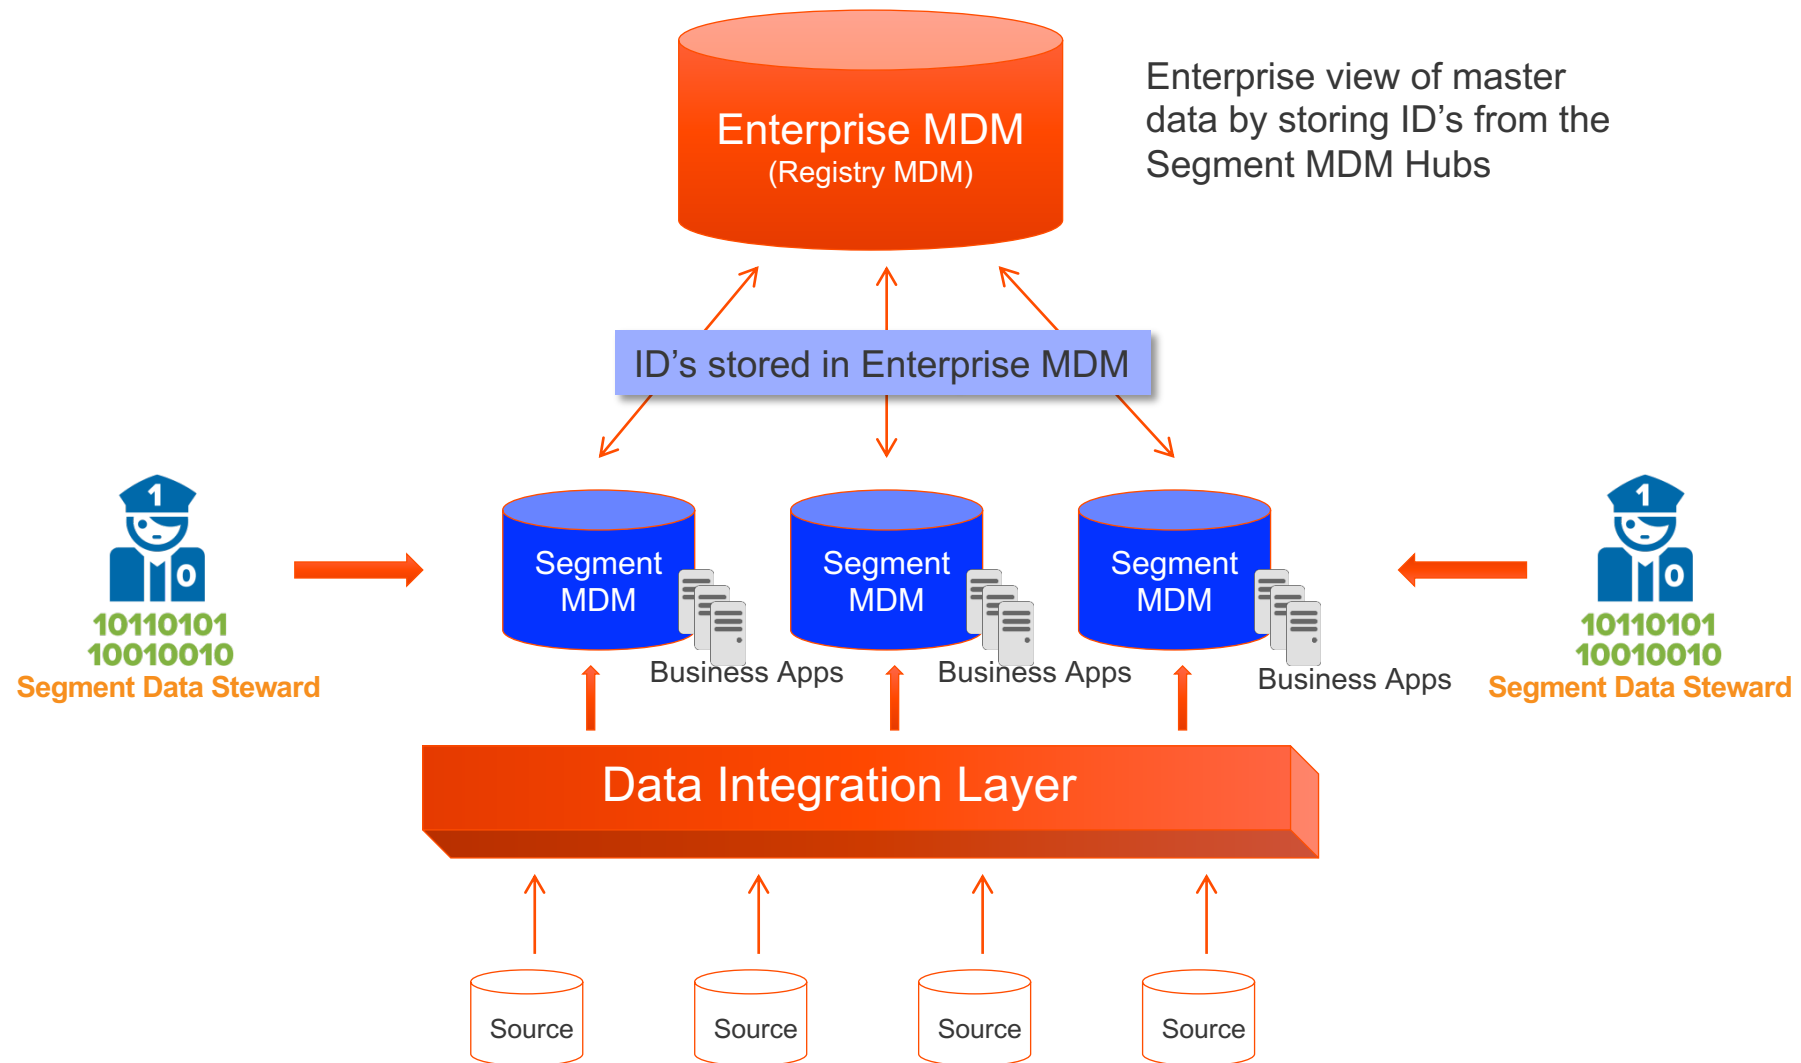 Enterprise MDM
(Registry MDM)
Enterprise view of master
data by storing ID’s from the
Segment MDM Hubs
ID’s stored in Enterprise MDM
1
0
10110101
10010010
Segment Data Steward
Segment
MDM
Business Apps
Segment
MDM
Business Apps
Segment
MDM
Business Apps
1
0
10110101
10010010
Segment Data Steward
Data Integration Layer
Source
Source
Source
Source